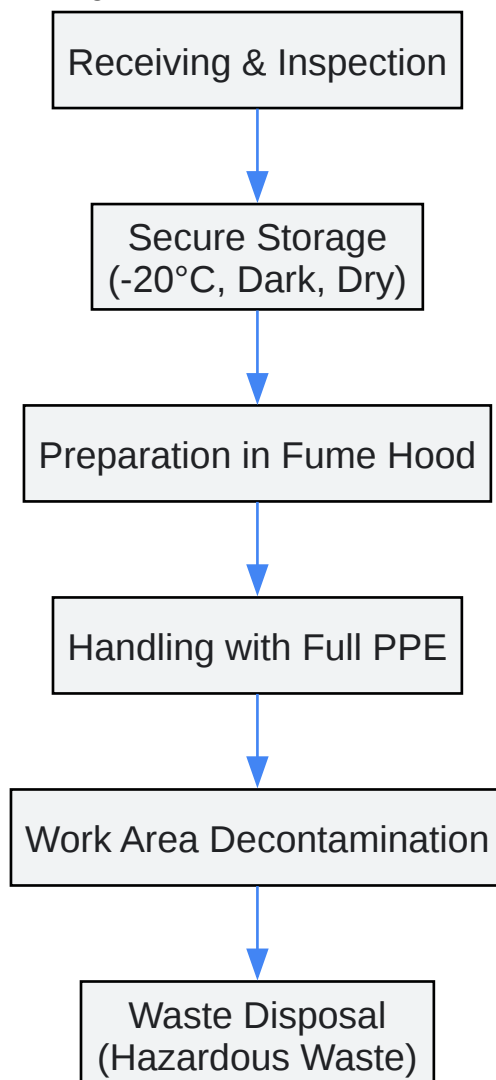 Receiving & Inspection
Secure Storage
(-20°C, Dark, Dry)
Preparation in Fume Hood
Handling with Full PPE
Work Area Decontamination
Waste Disposal
(Hazardous Waste)